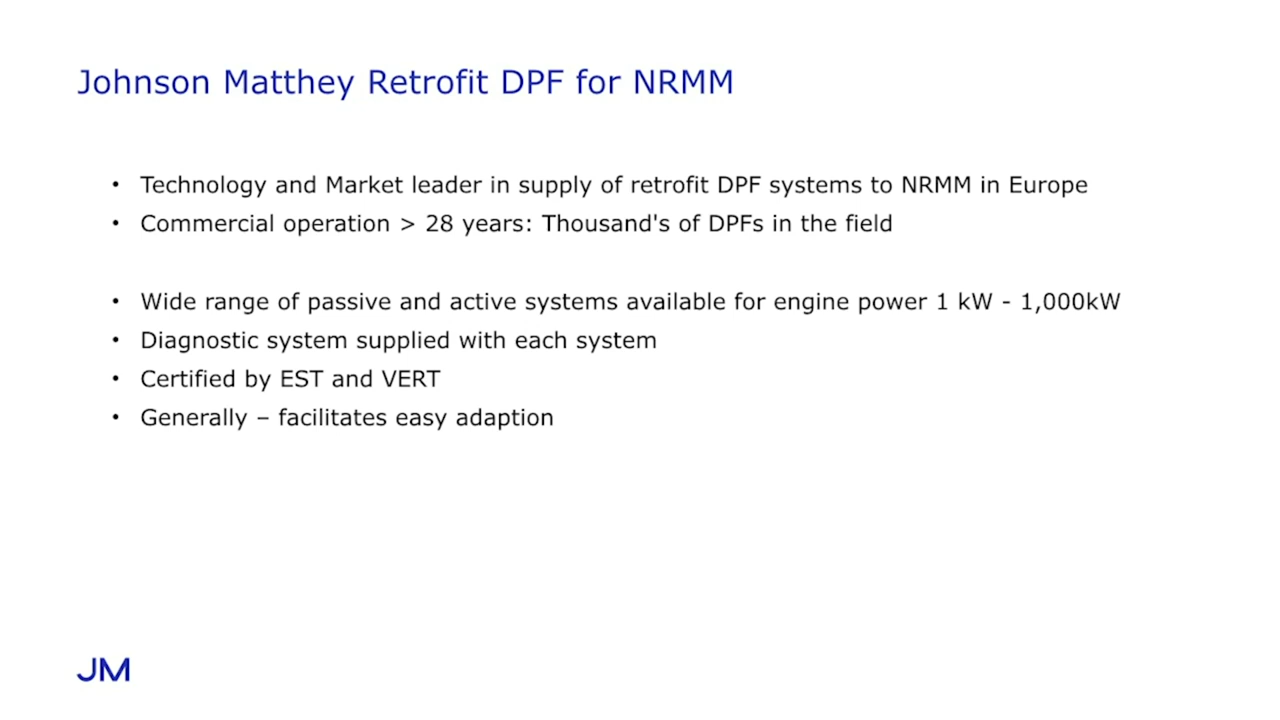 Johnson Matthey Retrofit DPF for NRMM
• Technology and Market leader in supply of retrofit DPF systems to NRMM in Europe
• Commercial operation > 28 years: Thousand's of DPFs in the field
• Wide range of passive and active systems available for engine power 1 kW - 1,000kW
• Diagnostic system supplied with each system
• Certified by EST and VERT
• Generally – facilitates easy adaption
JM